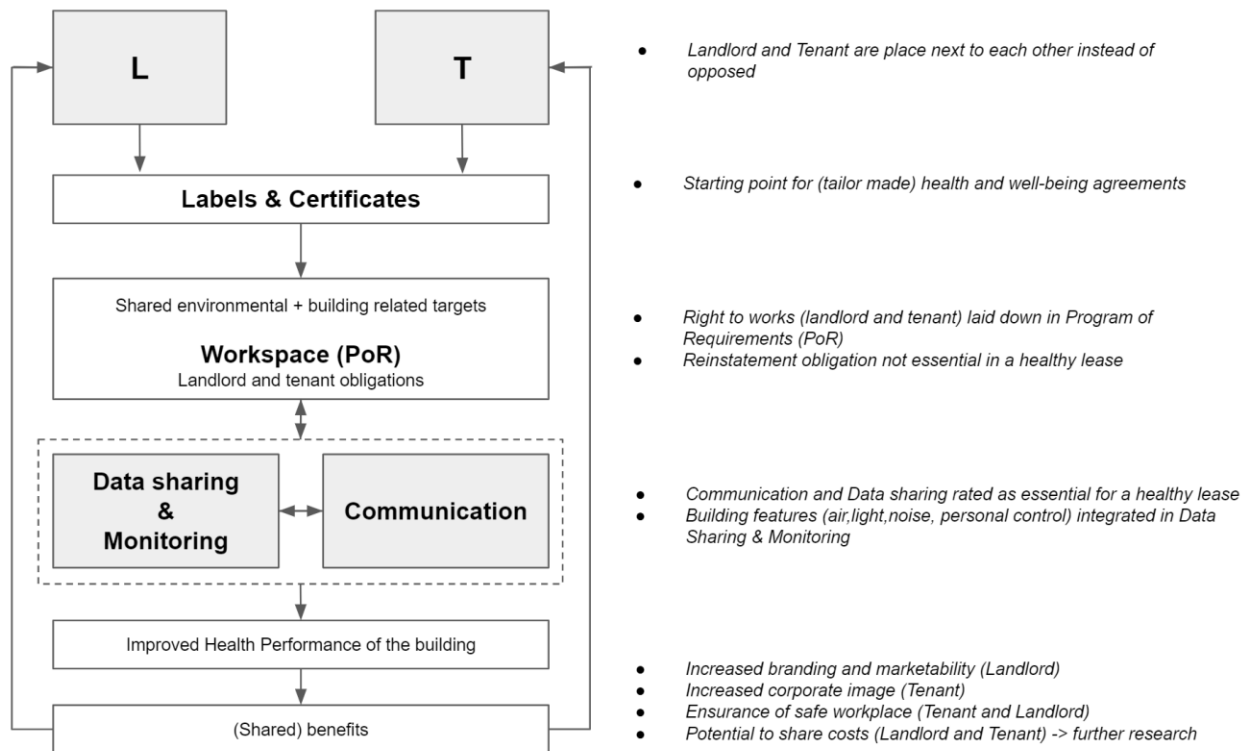 L
T
Labels & Certificates
Shared environmental + building related targets
Workspace (PoR)
Landlord and tenant obligations
Data sharing
&
Monitoring
Communication
Improved Health Performance of the building
(Shared) benefits
● Landlord and Tenant are place next to each other instead of
opposed
● Starting point for (tailor made) health and well-being agreements
● Right to works (landlord and tenant) laid down in Program of
Requirements (PoR)
● Reinstatement obligation not essential in a healthy lease
● Communication and Data sharing rated as essential for a healthy lease
● Building features (air,light,noise, personal control) integrated in Data
Sharing & Monitoring
● Increased branding and marketability (Landlord)
● Increased corporate image (Tenant)
● Ensurance of safe workplace (Tenant and Landlord)
● Potential to share costs (Landlord and Tenant) -> further research